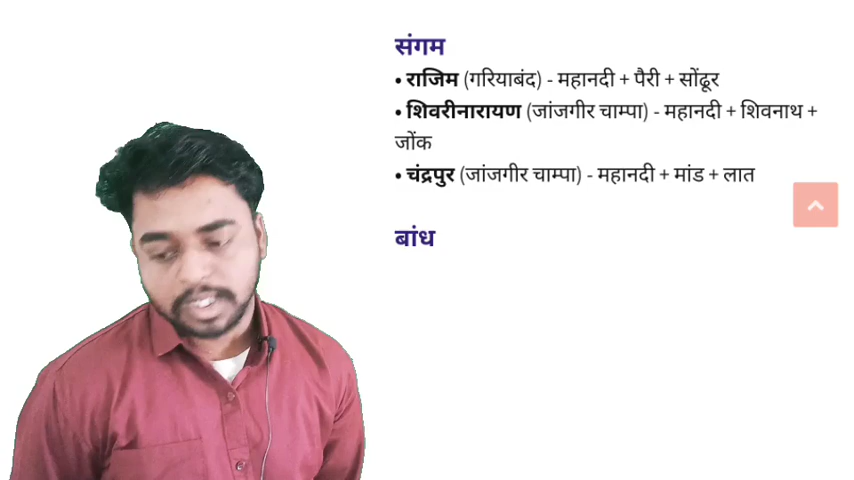 संगम
• राजिम (गरियाबंद) - महानदी + पैरी + सोंढूर
• शिवरीनारायण (जांजगीर चाम्पा) - महानदी + शिवनाथ +
जोंक
• चंद्रपुर (जांजगीर चाम्पा) - महानदी + मांड + लात
बांध